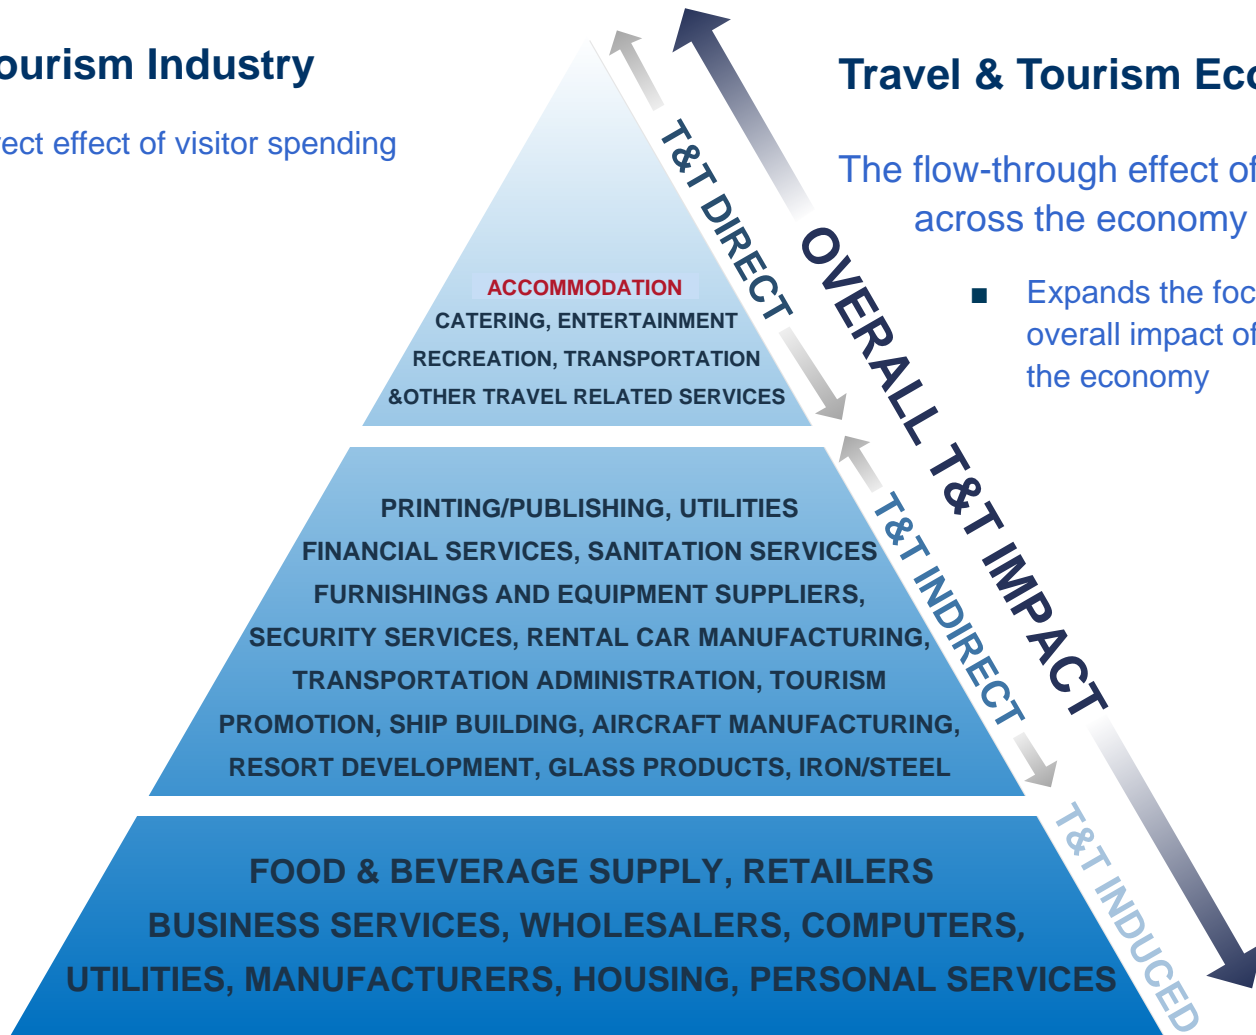 ourism Industry
rect effect of visitor spending
Travel & Tourism Eco
The flow-through effect of
across the economy
■ Expands the foc
overall impact of
the economy
ACCOMMODATION
CATERING, ENTERTAINMENT
RECREATION, TRANSPORTATION
&OTHER TRAVEL RELATED SERVICES
PRINTING/PUBLISHING, UTILITIES
FINANCIAL SERVICES, SANITATION SERVICES
FURNISHINGS AND EQUIPMENT SUPPLIERS,
SECURITY SERVICES, RENTAL CAR MANUFACTURING,
TRANSPORTATION ADMINISTRATION, TOURISM
PROMOTION, SHIP BUILDING, AIRCRAFT MANUFACTURING,
RESORT DEVELOPMENT, GLASS PRODUCTS, IRON/STEEL
FOOD & BEVERAGE SUPPLY, RETAILERS
BUSINESS SERVICES, WHOLESALERS, COMPUTERS,
UTILITIES, MANUFACTURERS, HOUSING, PERSONAL SERVICES
T&T DIRECT
T&T INDIRECT
T&T INDUCED
OVERALL T&T IMPACT